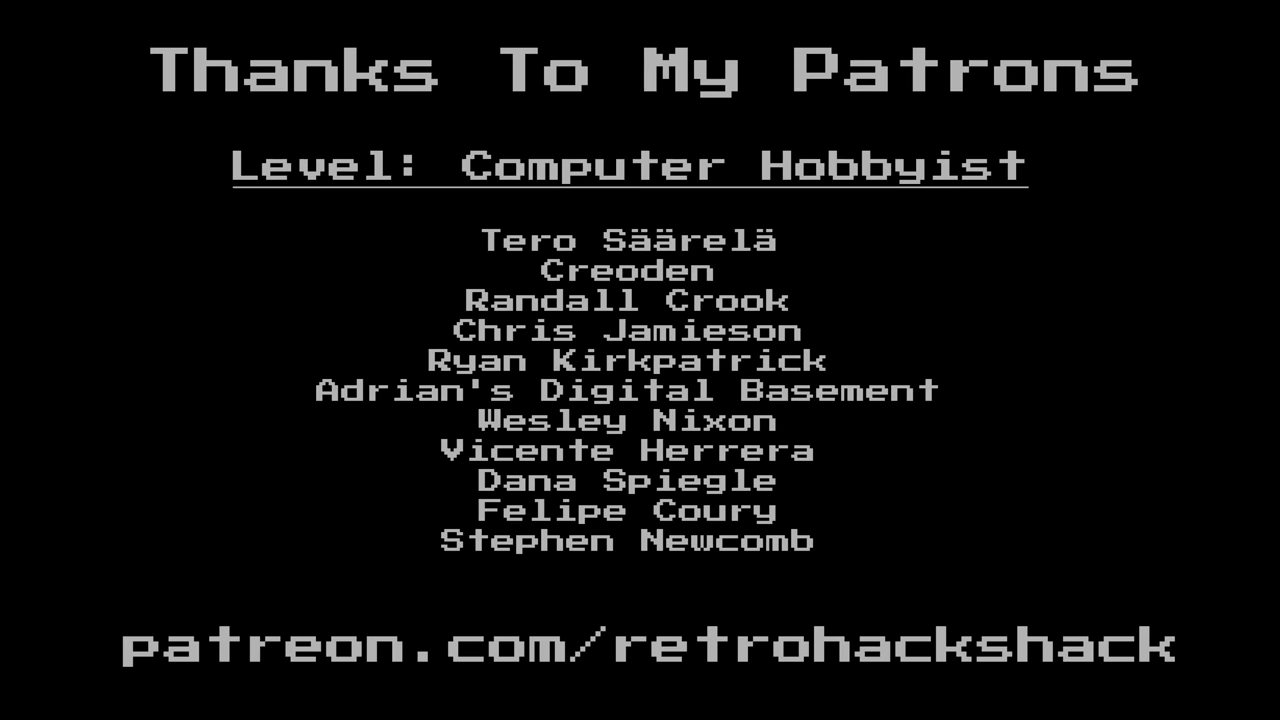 Thanks To My Patrons
Level: Computer Hobbyist
Tero Säärelä
Creoden
Randall Crook
Chris Jamieson
Ryan Kirkpatrick
Adrian's Digital Basement
Wesley Nixon
Vicente Herrera
Dana Spiegle
Felipe Coury
Stephen Newcomb
patreon.com/retrohackshack